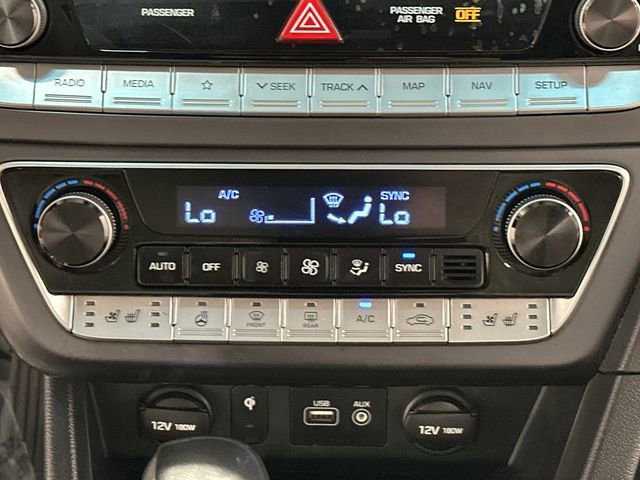 PASSENGER
PASSENGER
AIR BAG OFF
RADIO MEDIA SEEK TRACK MAP NAV SETUP
A/C SYNC
Lo Lo
AUTO OFF SYNC
FRONT REAR A/C
USB AUX
12V 180W 12V 180W